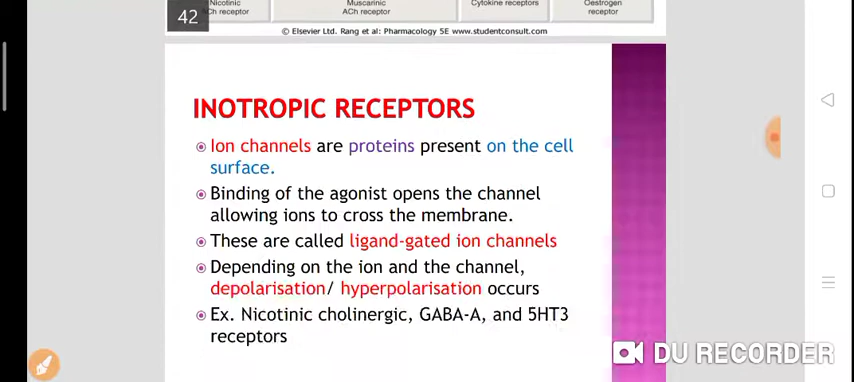 Nicotinic
ACh receptor
Muscarinic
ACh receptor
Cytokine receptors
Oestrogen
receptor
42
© Elsevier Ltd. Rang et al: Pharmacology 5E www.studentconsult.com
INOTROPIC RECEPTORS
Ion channels are proteins present on the cell
surface.
Binding of the agonist opens the channel
allowing ions to cross the membrane.
These are called ligand-gated ion channels
Depending on the ion and the channel,
depolarisation/ hyperpolarisation occurs
Ex. Nicotinic cholinergic, GABA-A, and 5HT3
receptors
DU RECORDER